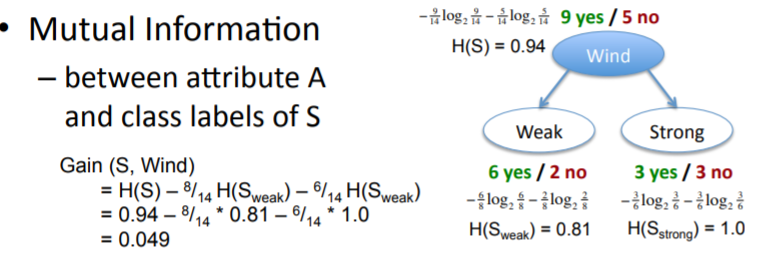 • Mutual Information
– between attribute A
and class labels of S
Gain (S, Wind)
= H(S) – 8/14 H(Sweak) – 6/14 H(Sweak)
= 0.94 – 8/14 * 0.81 – 6/14 * 1.0
= 0.049
−9/14 log₂ 9/14 − 5/14 log₂ 5/14 9 yes / 5 no
H(S) = 0.94
Wind
Weak
Strong
6 yes / 2 no
3 yes / 3 no
−6/8 log₂ 6/8 − 2/8 log₂ 2/8
−3/6 log₂ 3/6 − 3/6 log₂ 3/6
H(Sweak) = 0.81
H(Sstrong) = 1.0